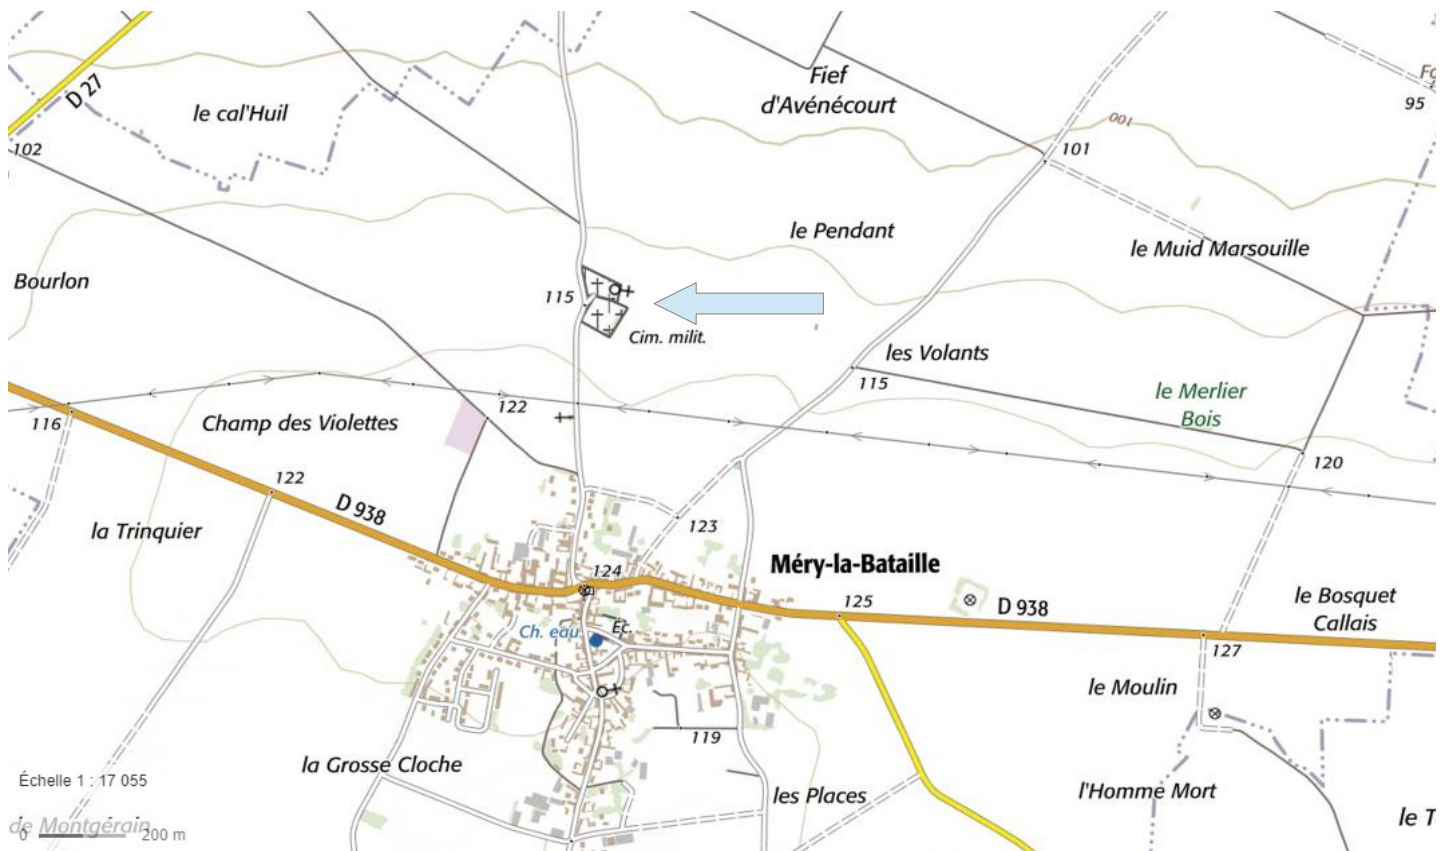 D 27
le cal'Huil
Fief
d'Avénécourt
95
100
102
101
le Pendant
le Muid Marsouille
Bourlon
115
Cim. milit.
les Volants
115
le Merlier
Bois
122
116
Champ des Violettes
120
122
D 938
la Trinquier
123
Méry-la-Bataille
124
125
D 938
le Bosquet
Callais
Ch. eau
Éc.
127
le Moulin
119
la Grosse Cloche
Échelle 1 : 17 055
les Places
l'Homme Mort
de Montgérain
0 200 m